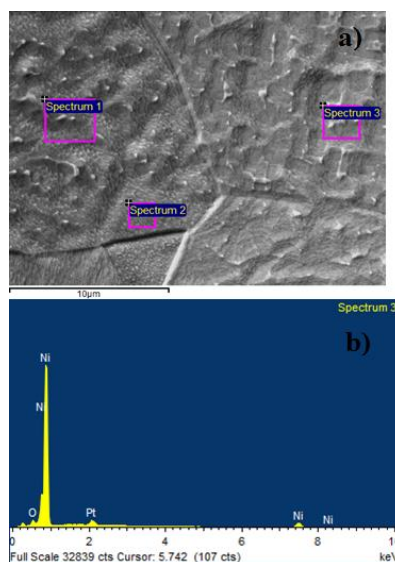 a)
Spectrum 1
Spectrum 3
Spectrum 2
10μm
Spectrum 3
b)
Ni
N
O
Pt
Ni
Ni
0 2 4 6 8 10
Full Scale 32839 cts Cursor: 5.742 (107 cts) keV